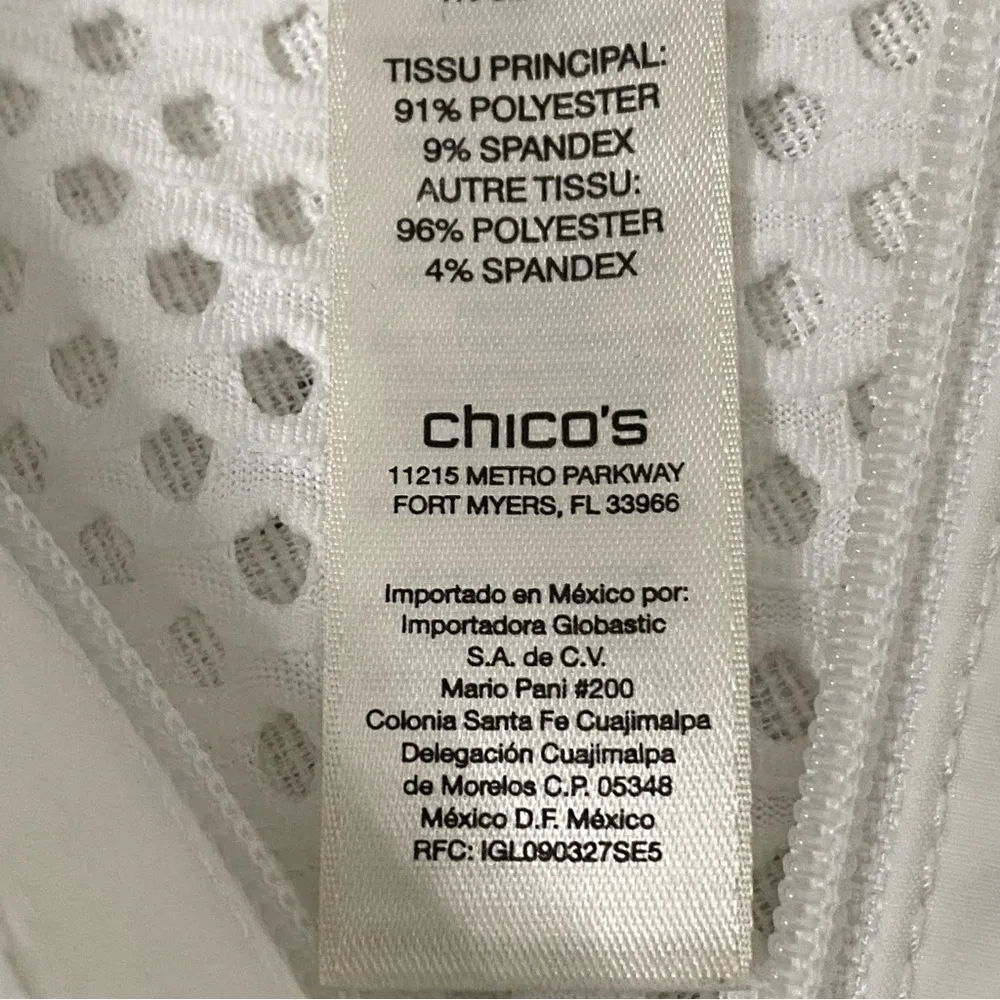 TISSU PRINCIPAL:
91% POLYESTER
9% SPANDEX
AUTRE TISSU:
96% POLYESTER
4% SPANDEX
chico's
11215 METRO PARKWAY
FORT MYERS, FL 33966
Importado en México por:
Importadora Globastic
S.A. de C.V.
Mario Pani #200
Colonia Santa Fe Cuajimalpa
Delegación Cuajimalpa
de Morelos C.P. 05348
México D.F. México
RFC: IGL090327SE5